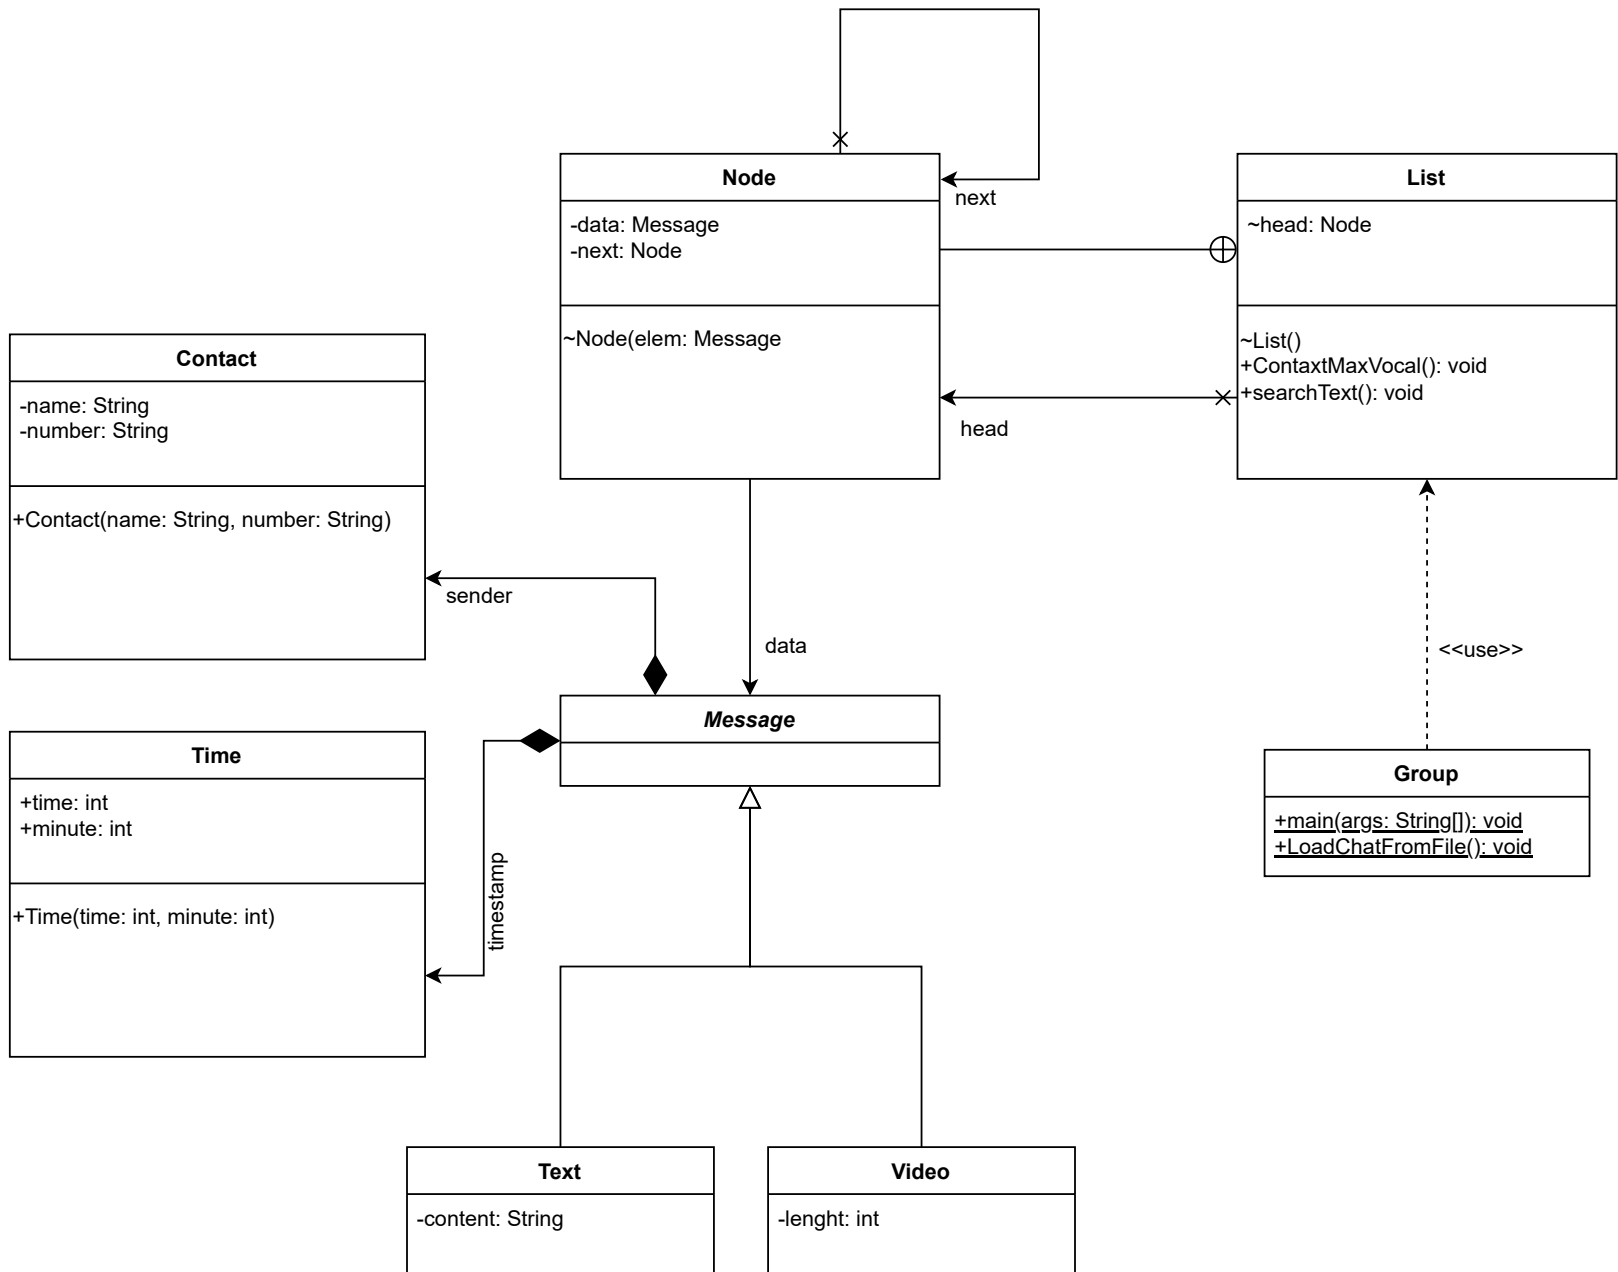 Node
-data: Message
-next: Node
~Node(elem: Message
next
List
~head: Node
~List()
+ContaxtMaxVocal(): void
+searchText(): void
head
Contact
-name: String
-number: String
+Contact(name: String, number: String)
sender
data
<<use>>
Message
Time
+time: int
+minute: int
+Time(time: int, minute: int)
timestamp
Group
+main(args: String[]): void
+LoadChatFromFile(): void
Text
-content: String
Video
-lenght: int